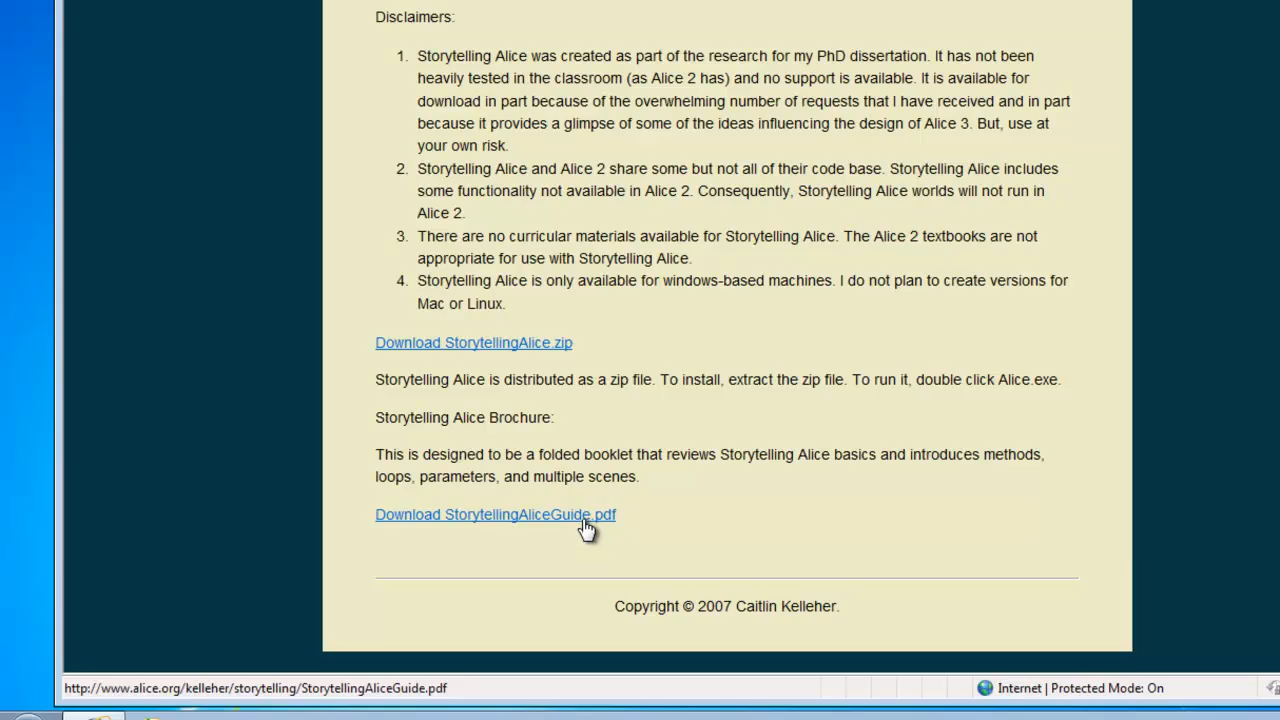 Disclaimers:
1. Storytelling Alice was created as part of the research for my PhD dissertation. It has not been
heavily tested in the classroom (as Alice 2 has) and no support is available. It is available for
download in part because of the overwhelming number of requests that I have received and in part
because it provides a glimpse of some of the ideas influencing the design of Alice 3. But, use at
your own risk.
2. Storytelling Alice and Alice 2 share some but not all of their code base. Storytelling Alice includes
some functionality not available in Alice 2. Consequently, Storytelling Alice worlds will not run in
Alice 2.
3. There are no curricular materials available for Storytelling Alice. The Alice 2 textbooks are not
appropriate for use with Storytelling Alice.
4. Storytelling Alice is only available for windows-based machines. I do not plan to create versions for
Mac or Linux.
Download StorytellingAlice.zip
Storytelling Alice is distributed as a zip file. To install, extract the zip file. To run it, double click Alice.exe.
Storytelling Alice Brochure:
This is designed to be a folded booklet that reviews Storytelling Alice basics and introduces methods,
loops, parameters, and multiple scenes.
Download StorytellingAliceGuide.pdf
Copyright © 2007 Caitlin Kelleher.
http://www.alice.org/kelleher/storytelling/StorytellingAliceGuide.pdf
Internet | Protected Mode: On